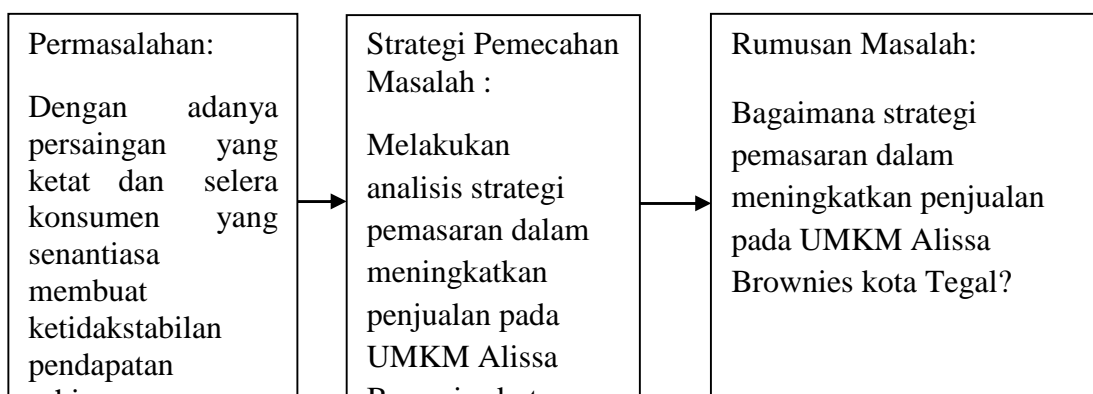 Permasalahan:
Dengan adanya
persaingan yang
ketat dan selera
konsumen yang
senantiasa
membuat
ketidakstabilan
pendapatan
Strategi Pemecahan
Masalah :
Melakukan
analisis strategi
pemasaran dalam
meningkatkan
penjualan pada
UMKM Alissa
Rumusan Masalah:
Bagaimana strategi
pemasaran dalam
meningkatkan penjualan
pada UMKM Alissa
Brownies kota Tegal?